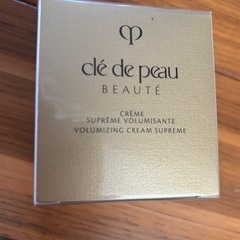 clé de peau
BEAUTÉ
CRÈME
SUPRÊME VOLUMISANTE
VOLUMIZING CREAM SUPREME